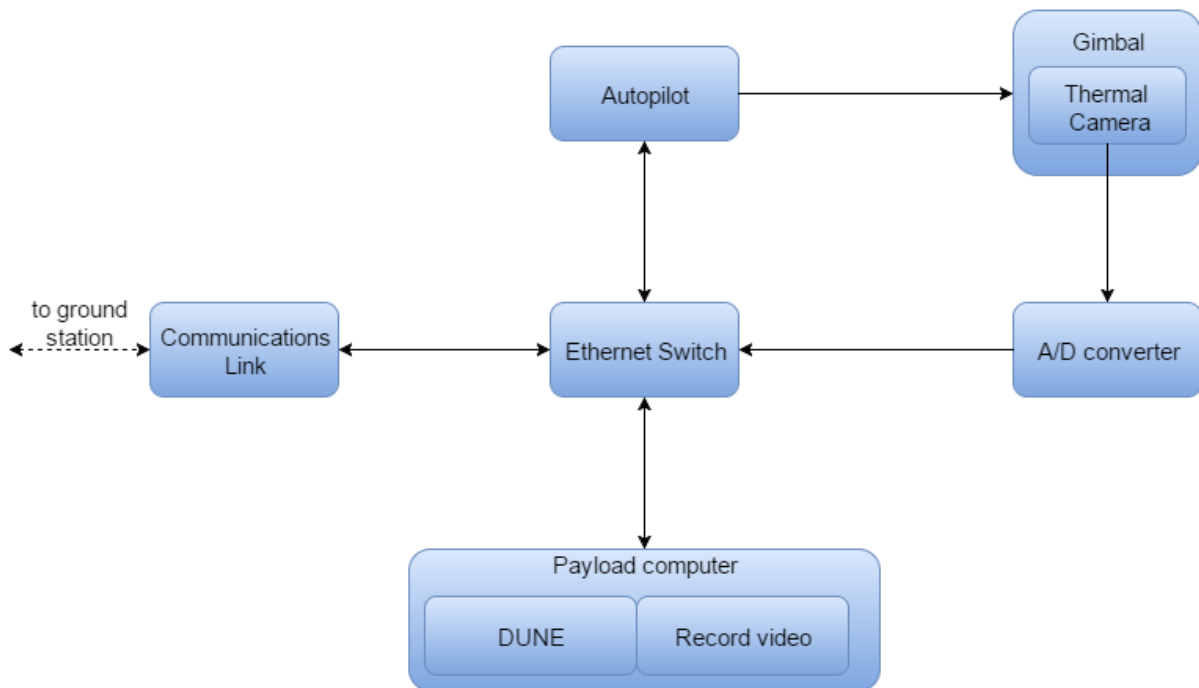 Autopilot
Gimbal
Thermal
Camera
to ground
station
Communications
Link
Ethernet Switch
A/D converter
Payload computer
DUNE
Record video